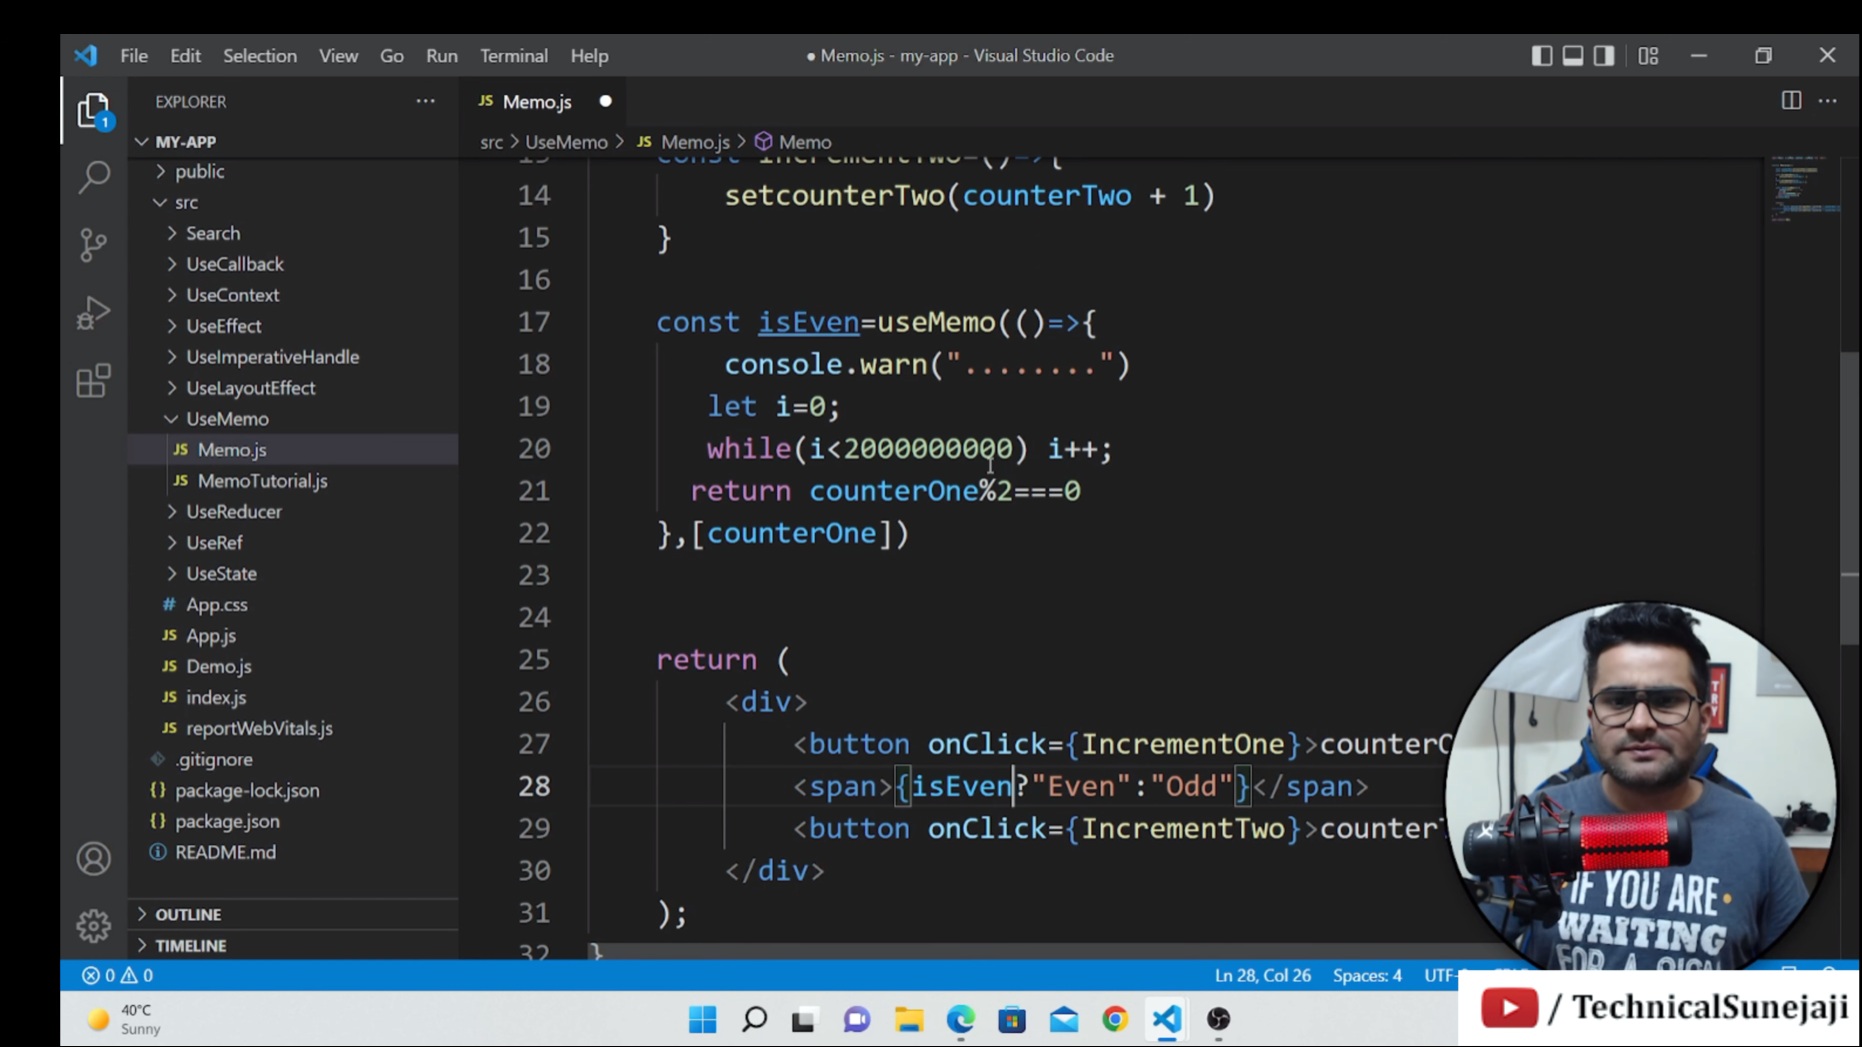 File Edit Selection View Go Run Terminal Help
● Memo.js - my-app - Visual Studio Code
EXPLORER
MY-APP
public
src
Search
UseCallback
UseContext
UseEffect
UseImperativeHandle
UseLayoutEffect
UseMemo
JS Memo.js
JS MemoTutorial.js
UseReducer
UseRef
UseState
# App.css
JS App.js
JS Demo.js
JS index.js
JS reportWebVitals.js
.gitignore
{} package-lock.json
{} package.json
README.md
OUTLINE
TIMELINE
1
JS Memo.js
src > UseMemo > JS Memo.js > Memo
13 const IncrementTwo=()=>{
14 setcounterTwo(counterTwo + 1)
15 }
16
17 const isEven=useMemo(()=>{
18 console.warn("........")
19 let i=0;
20 while(i<2000000000) i++;
21 return counterOne%2===0
22 },[counterOne])
23
24
25 return (
26 <div>
27 <button onClick={IncrementOne}>counterO
28 <span>{isEven?"Even":"Odd"}</span>
29 <button onClick={IncrementTwo}>counter
30 </div>
31 );
32 }
0 0
Ln 28, Col 26 Spaces: 4 UTF-
40°C
Sunny
TRY
IF YOU ARE
WAITING
FOR A
/ TechnicalSunejaji